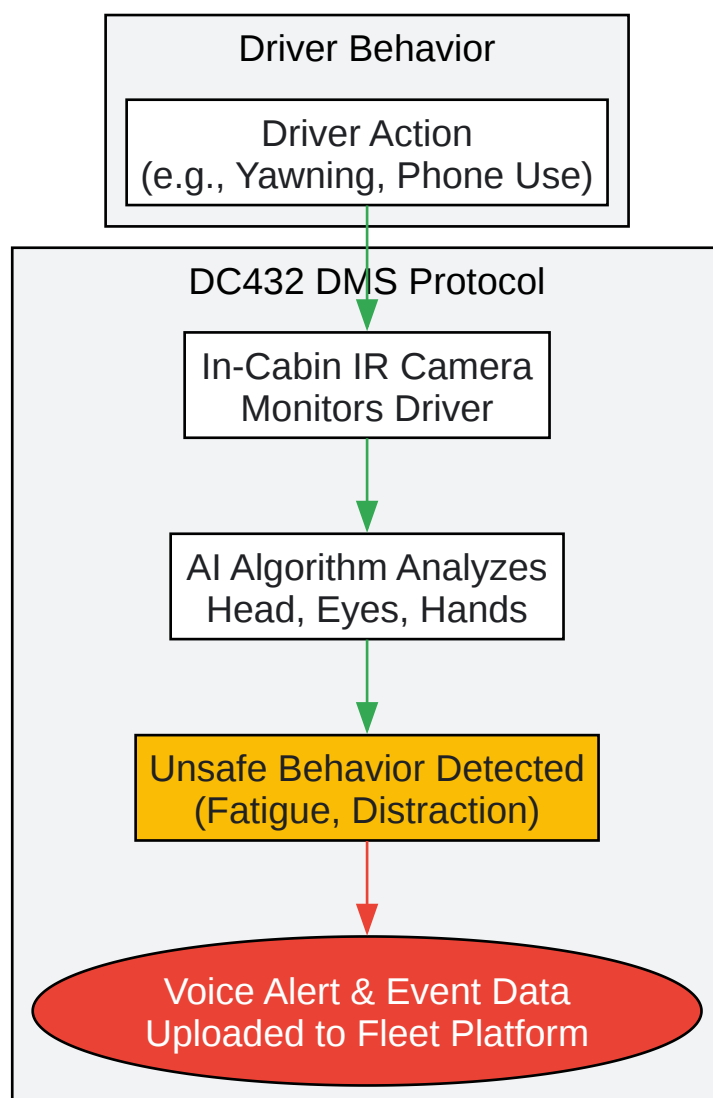 Driver Behavior
Driver Action
(e.g., Yawning, Phone Use)
DC432 DMS Protocol
In-Cabin IR Camera
Monitors Driver
AI Algorithm Analyzes
Head, Eyes, Hands
Unsafe Behavior Detected
(Fatigue, Distraction)
Voice Alert & Event Data
Uploaded to Fleet Platform